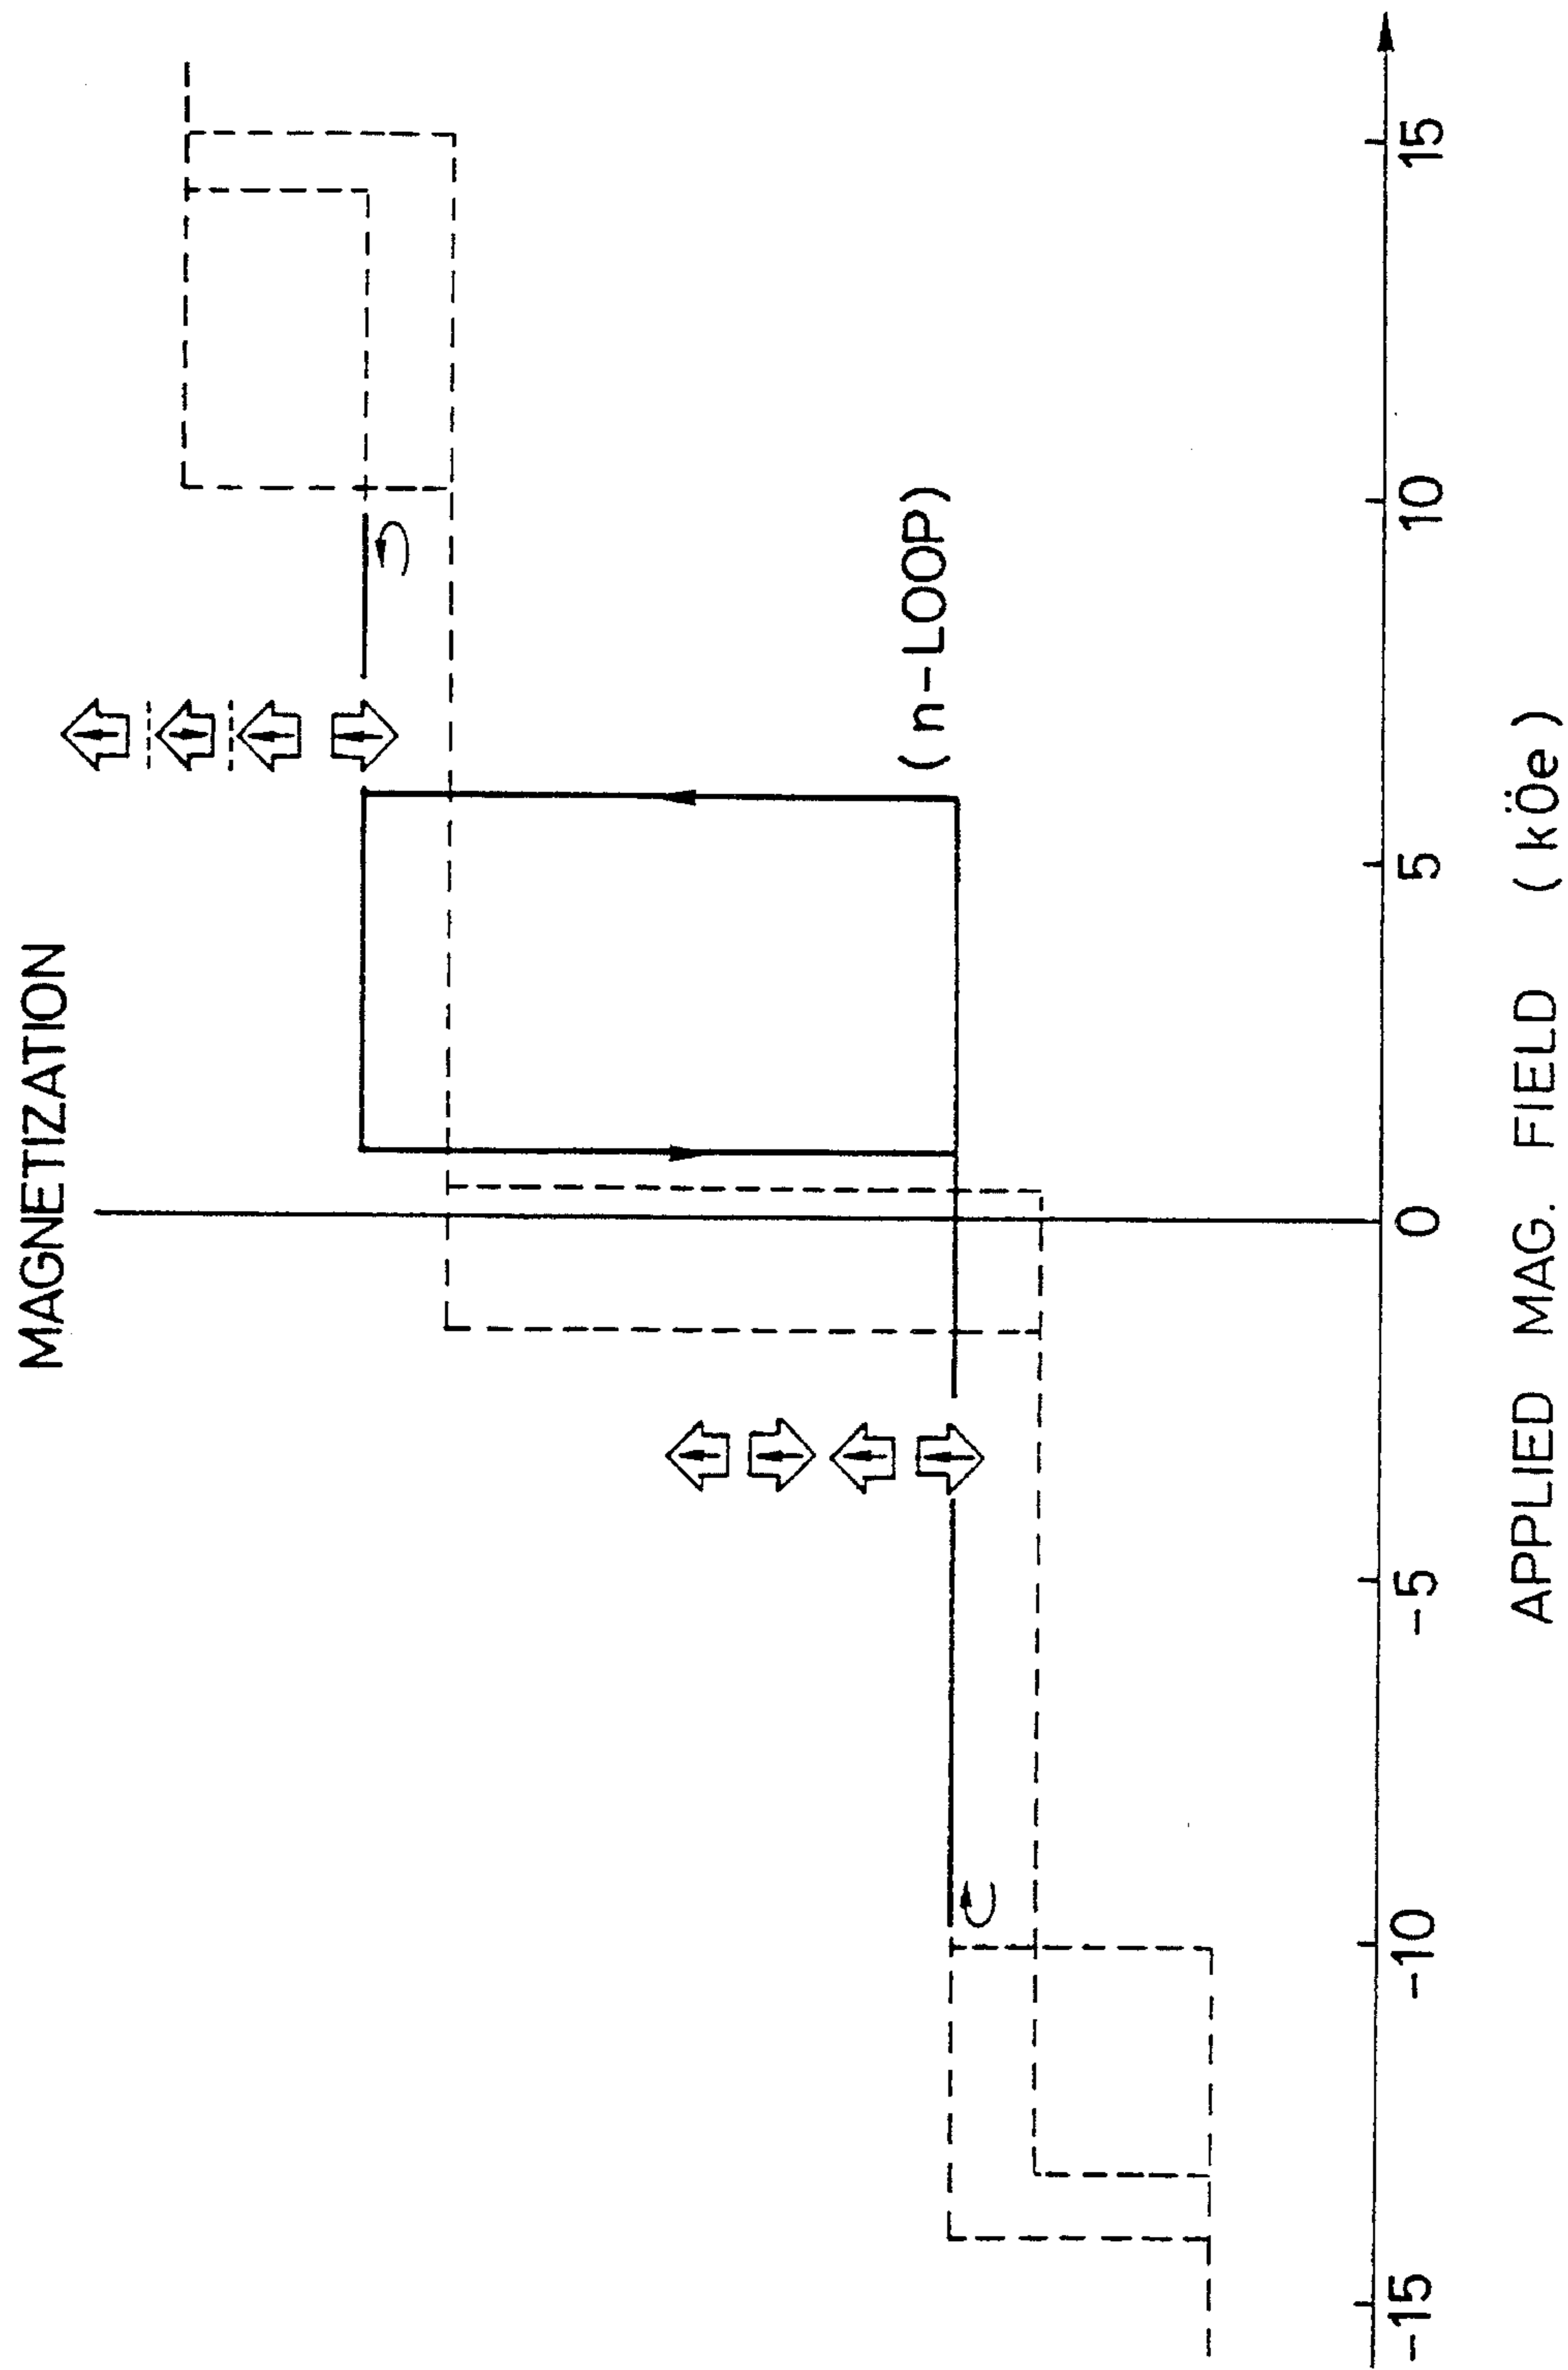 MAGNETIZATION
(n-LOOP)
-15 -10 -5 0 5 10 15
APPLIED MAG. FIELD (kÖe)